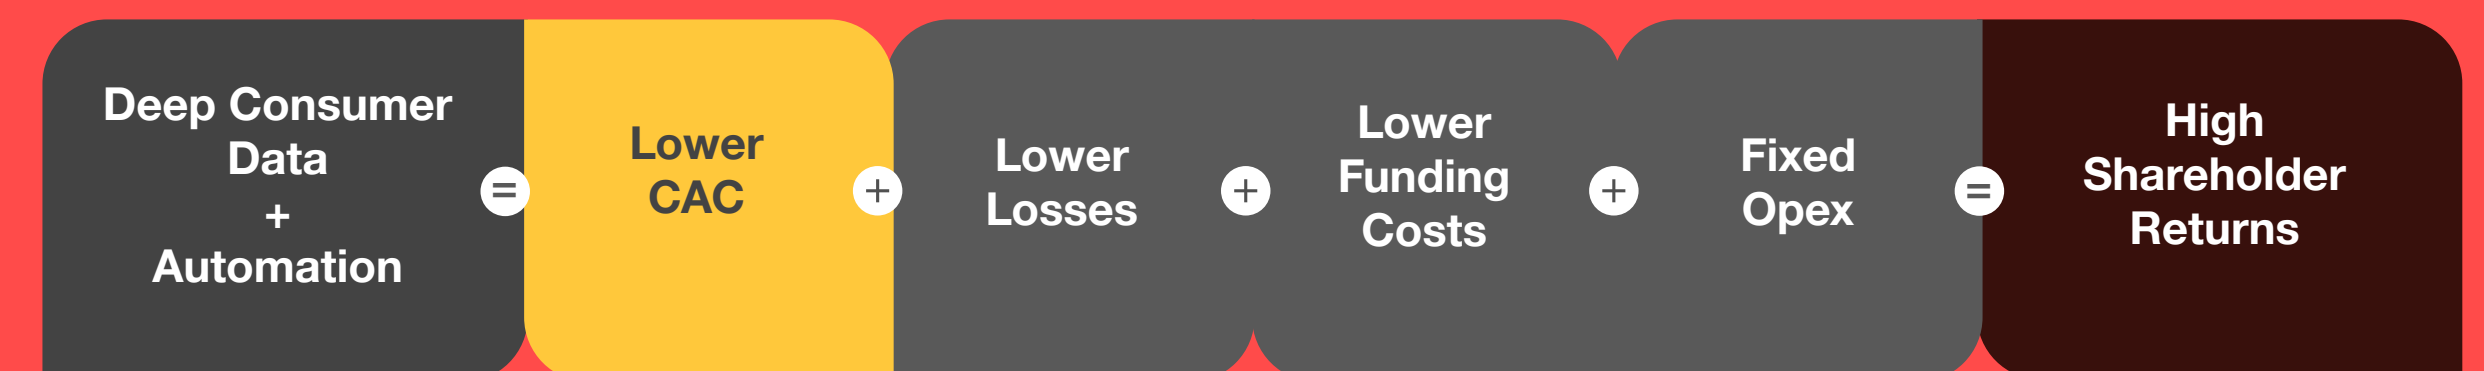 Deep Consumer
Data
+
Automation
=
Lower
CAC
+
Lower
Losses
+
Lower
Funding
Costs
+
Fixed
Opex
=
High
Shareholder
Returns